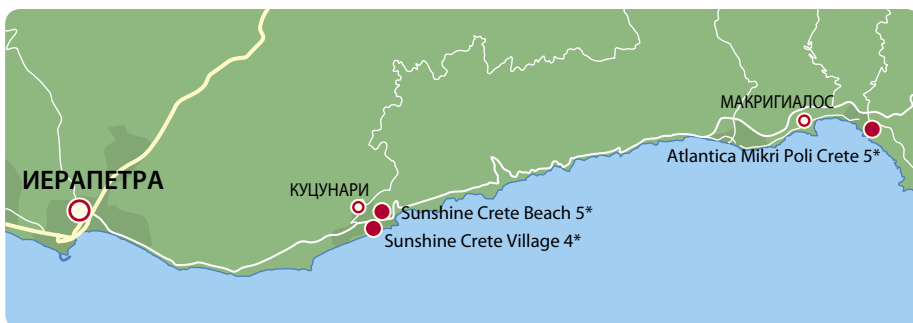 МАКРИГИАЛОС
Atlantica Mikri Poli Crete 5*
ИЕРАПЕТРА
КУЦУНАРИ
Sunshine Crete Beach 5*
Sunshine Crete Village 4*